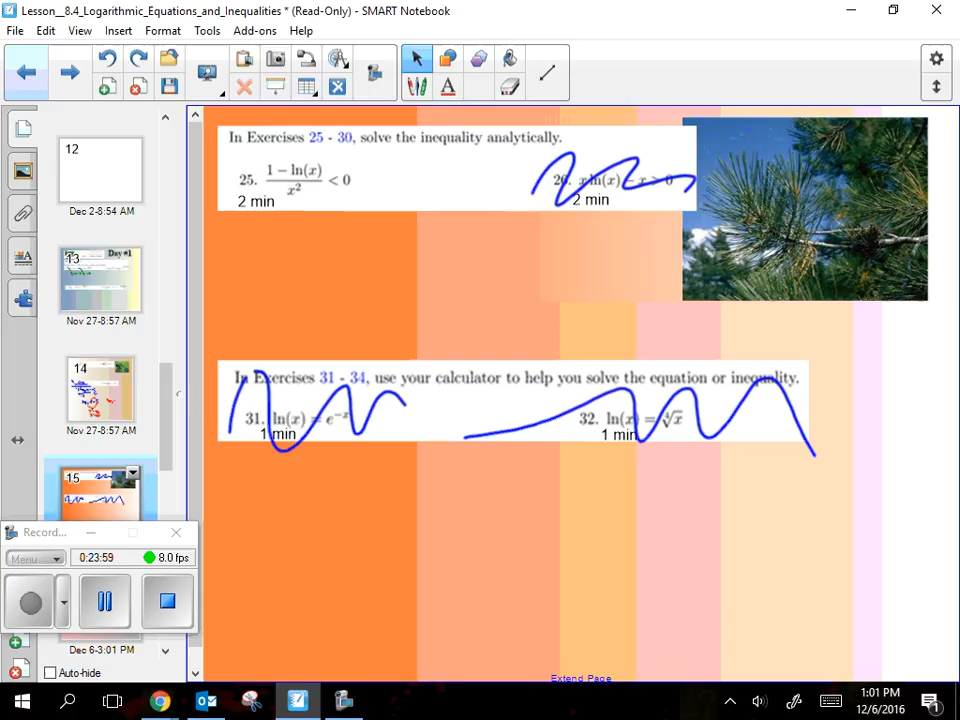 Lesson__8.4_Logarithmic_Equations_and_Inequalities * (Read-Only) - SMART Notebook
File Edit View Insert Format Tools Add-ons Help
12
Dec 2-8:54 AM
13
Day #1
Nov 27-8:57 AM
14
Nov 27-8:57 AM
15
In Exercises 25 - 30, solve the inequality analytically.
25. (1 − ln(x))/x² < 0
26. x ln(x) − x > 0
2 min
2 min
In Exercises 31 - 34, use your calculator to help you solve the equation or inequality.
31. ln(x) = e⁻ˣ
32. ln(x) = ∜x
1 min
1 min
Record...
Menu
0:23:59
8.0 fps
Dec 6-3:01 PM
Auto-hide
Extend Page
1:01 PM
12/6/2016
1